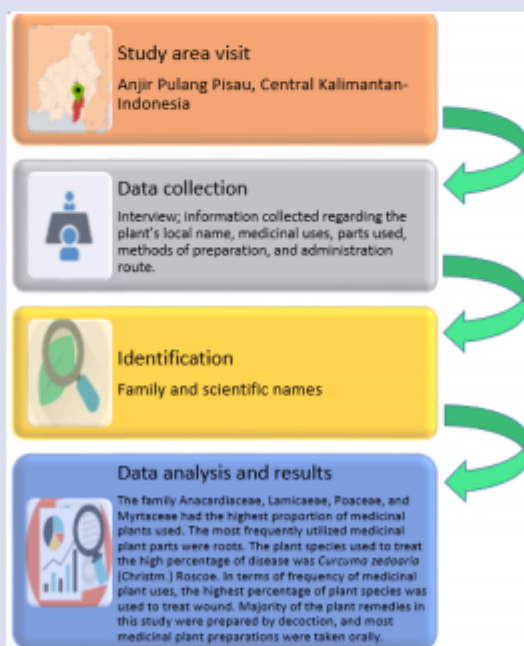 Study area visit
Anjir Pulang Pisau, Central Kalimantan-
Indonesia
Data collection
Interview; information collected regarding the
plant's local name, medicinal uses, parts used,
methods of preparation, and administration
route.
Identification
Family and scientific names
Data analysis and results
The family Anacardiaceae, Lamicaeae, Poaceae, and
Myrtaceae had the highest proportion of medicinal
plants used. The most frequently utilized medicinal
plant parts were roots. The plant species used to treat
the high percentage of disease was Curcuma zedoaria
(Christm.) Roscoe. In terms of frequency of medicinal
plant uses, the highest percentage of plant species was
used to treat wound. Majority of the plant remedies in
this study were prepared by decoction, and most
medicinal plant preparations were taken orally.